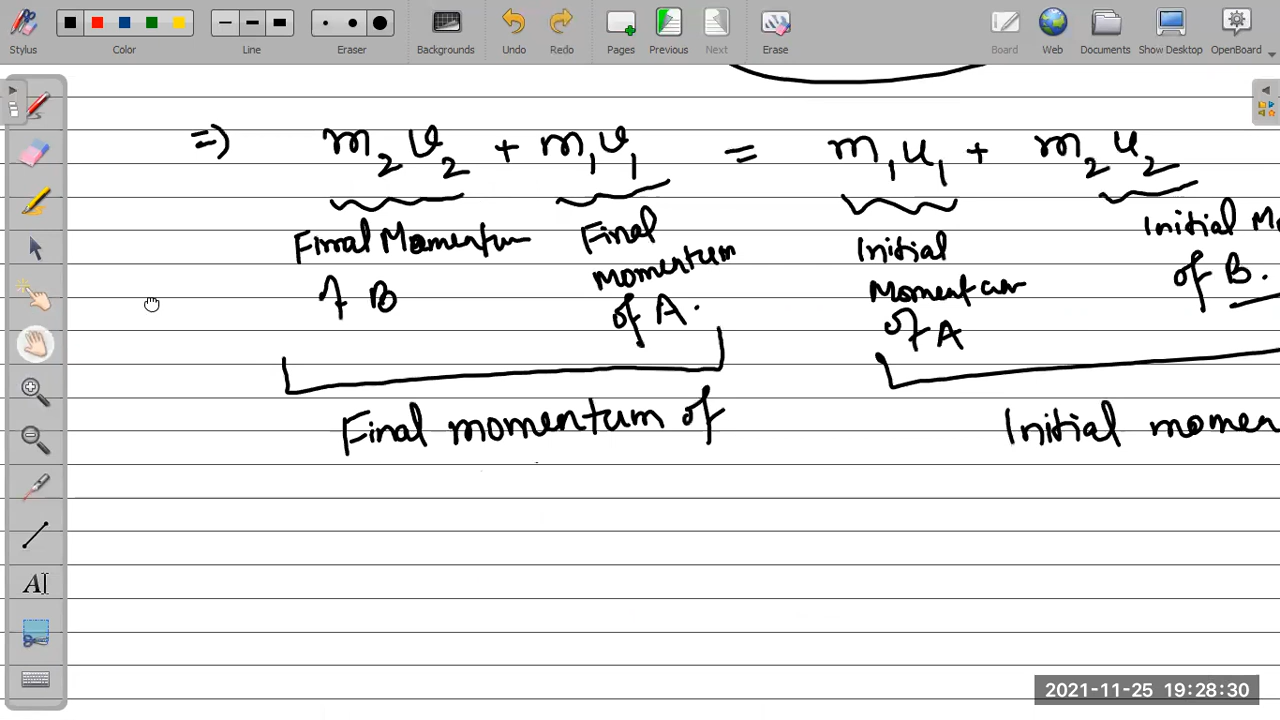 Stylus
Color
Line
Eraser
Backgrounds
Undo
Redo
Pages
Previous
Next
Erase
Board
Web
Documents
Show Desktop
OpenBoard
=) m₂v₂ + m₁v₁ = m₁u₁ + m₂u₂
Final Momentum
of B
Final
momentum
of A.
Initial
Momentum
of A
Initial M
of B.
Final momentum of
Initial momen
AI
2021-11-25 19:28:30